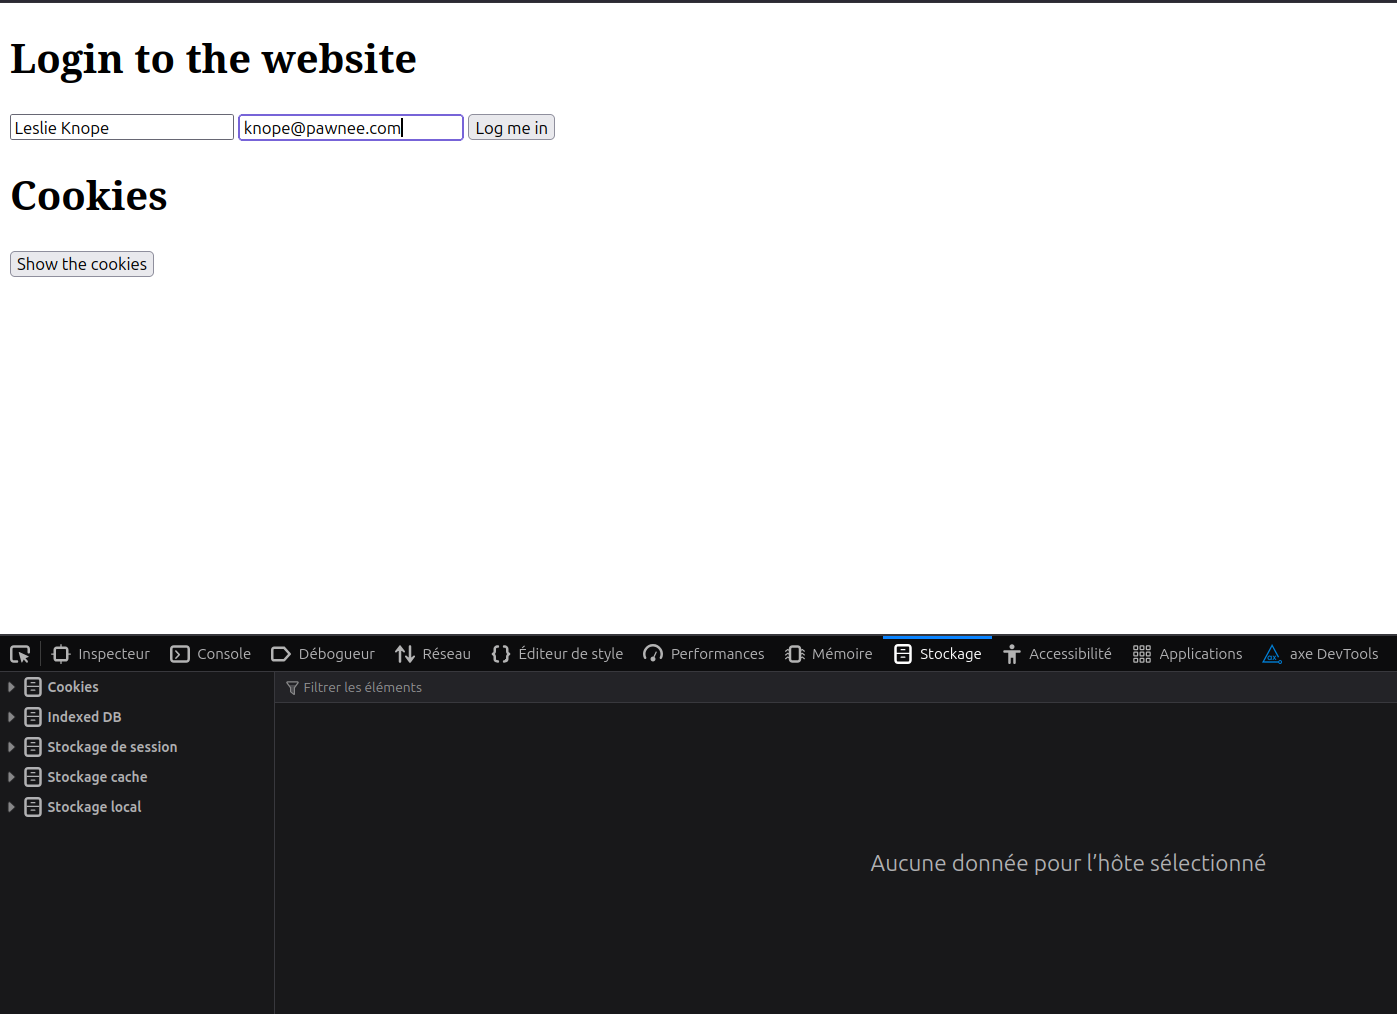 Login to the website
Leslie Knope knope@pawnee.com Log me in
Cookies
Show the cookies
Inspecteur Console Débogueur Réseau Éditeur de style Performances Mémoire Stockage Accessibilité Applications axe DevTools
Cookies Filtrer les éléments
Indexed DB
Stockage de session
Stockage cache
Stockage local
Aucune donnée pour l’hôte sélectionné